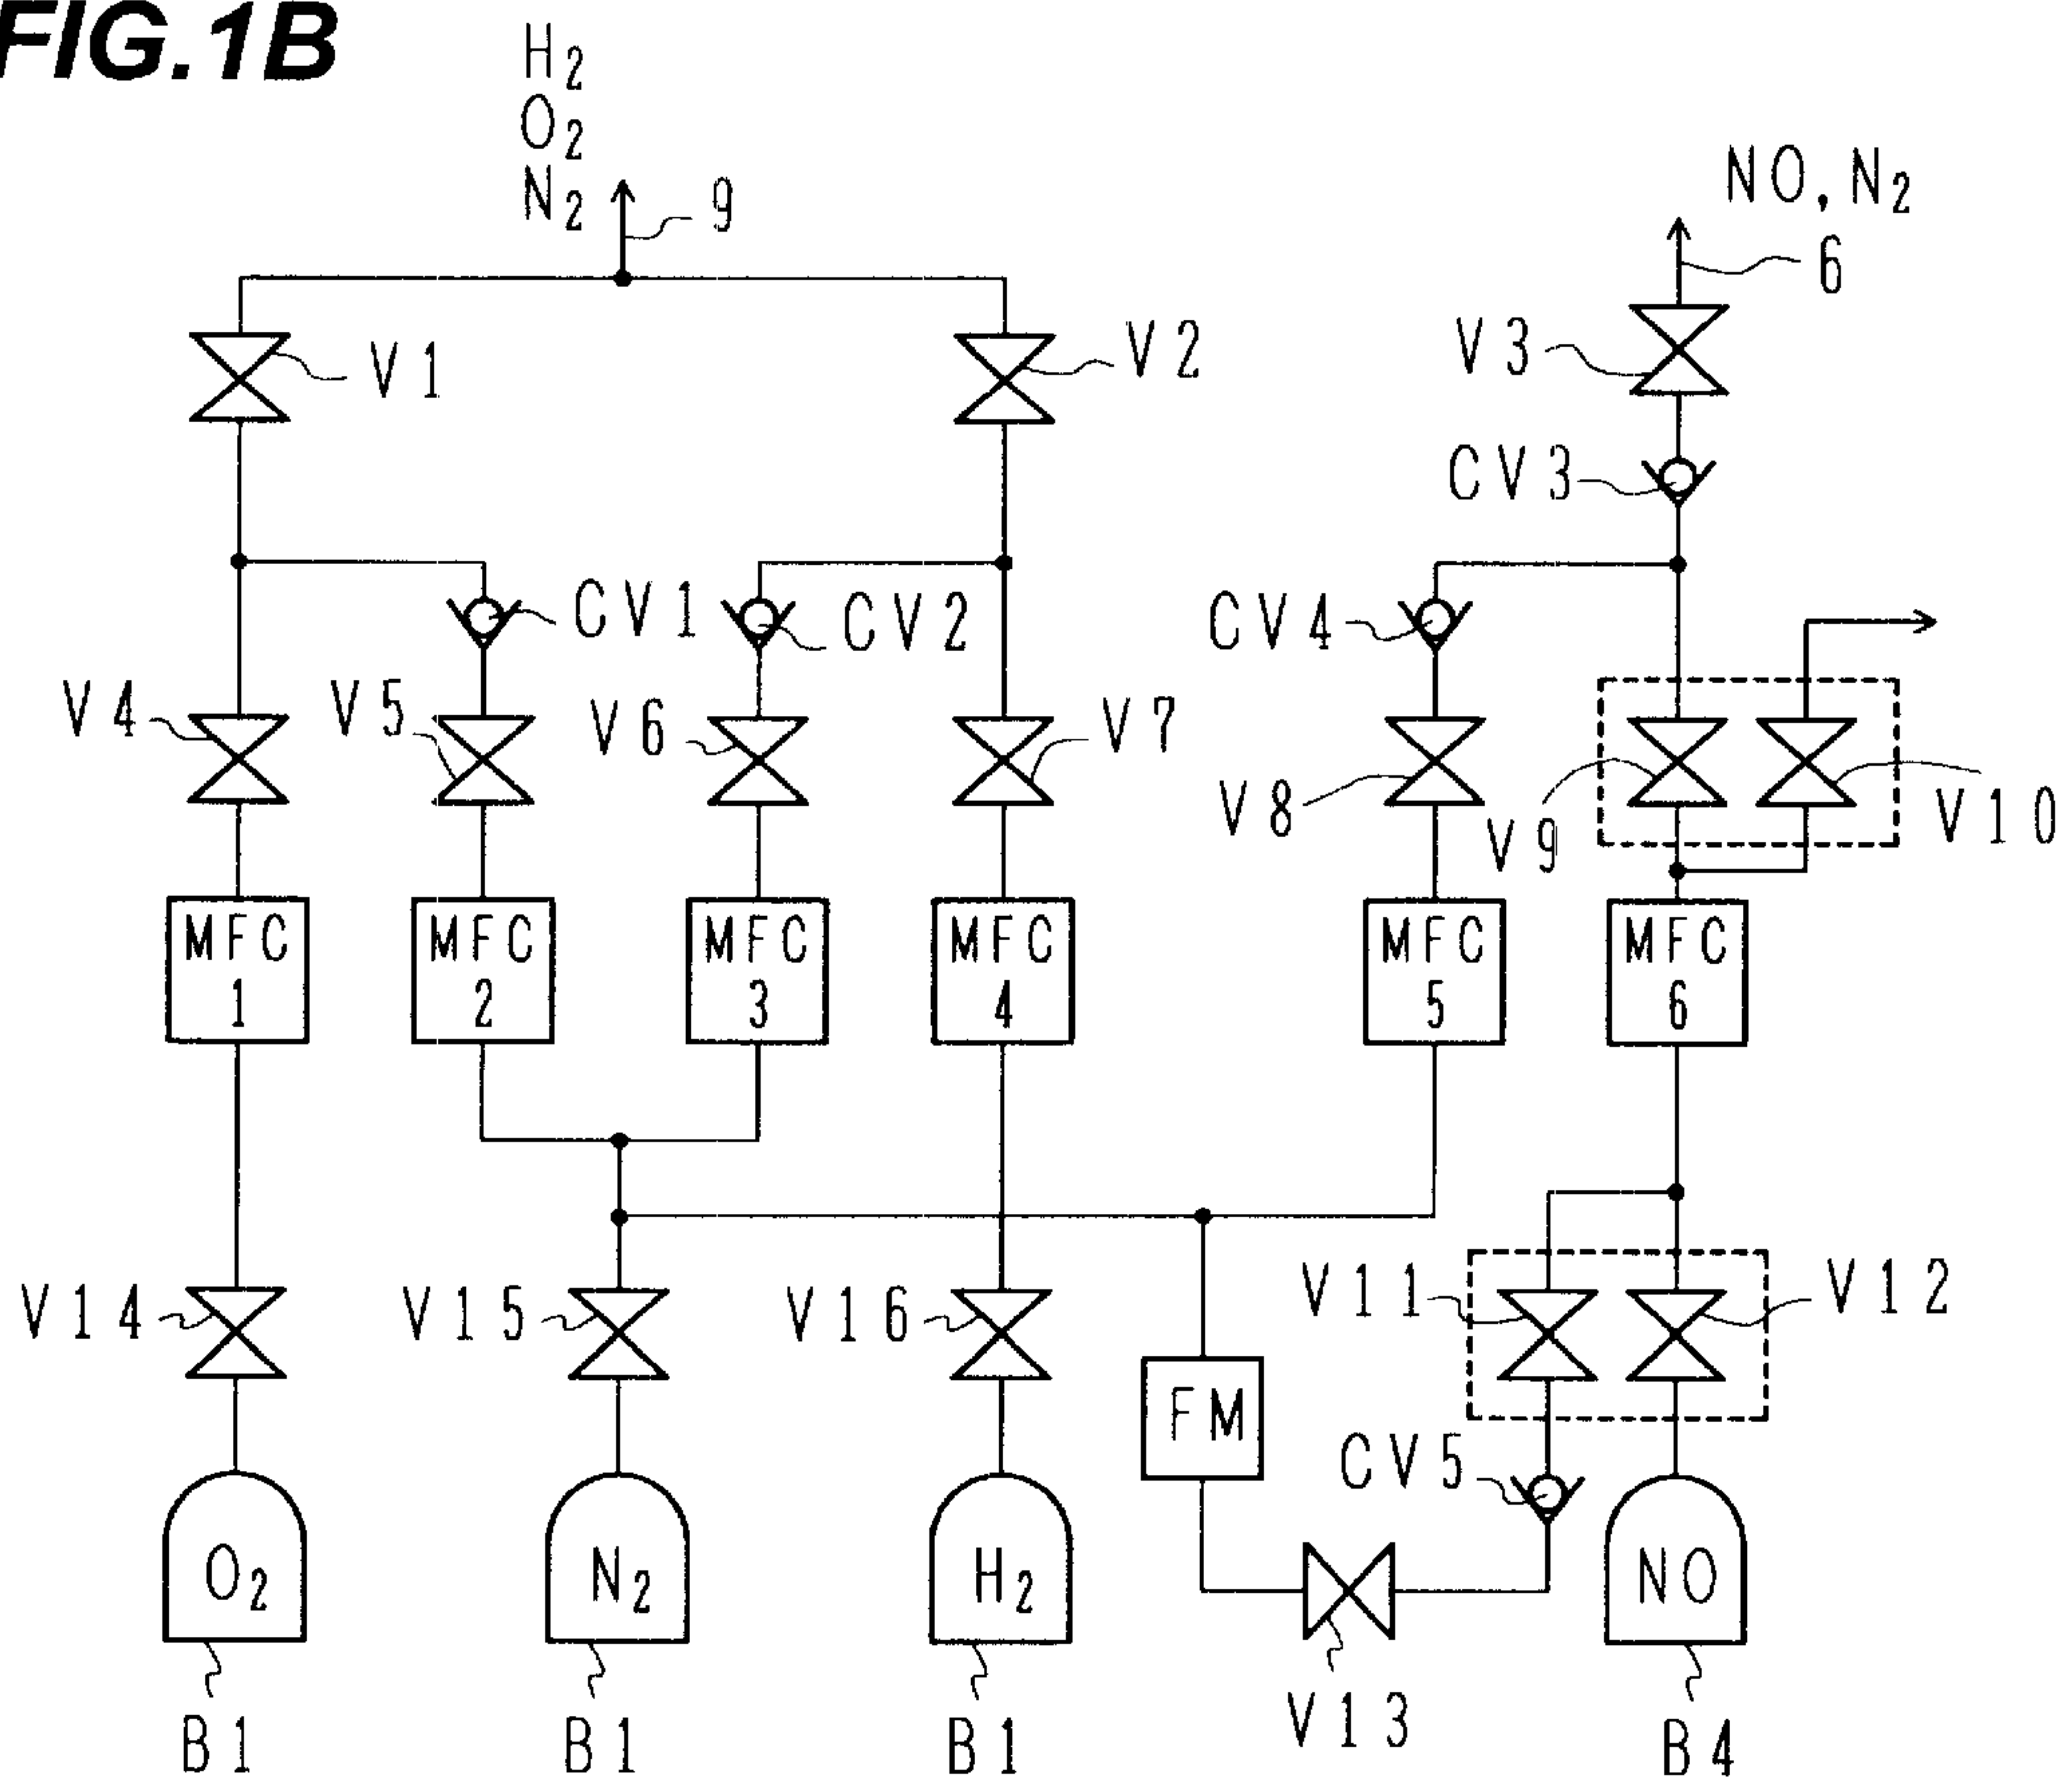 FIG.1B
H2
O2
N2
9
NO, N2
6
V1
V2
V3
CV3
CV1
CV2
CV4
V4
V5
V6
V7
V8
V9
V10
MFC 1
MFC 2
MFC 3
MFC 4
MFC 5
MFC 6
V14
V15
V16
V11
V12
FM
CV5
O2
N2
H2
NO
V13
B1
B1
B1
B4